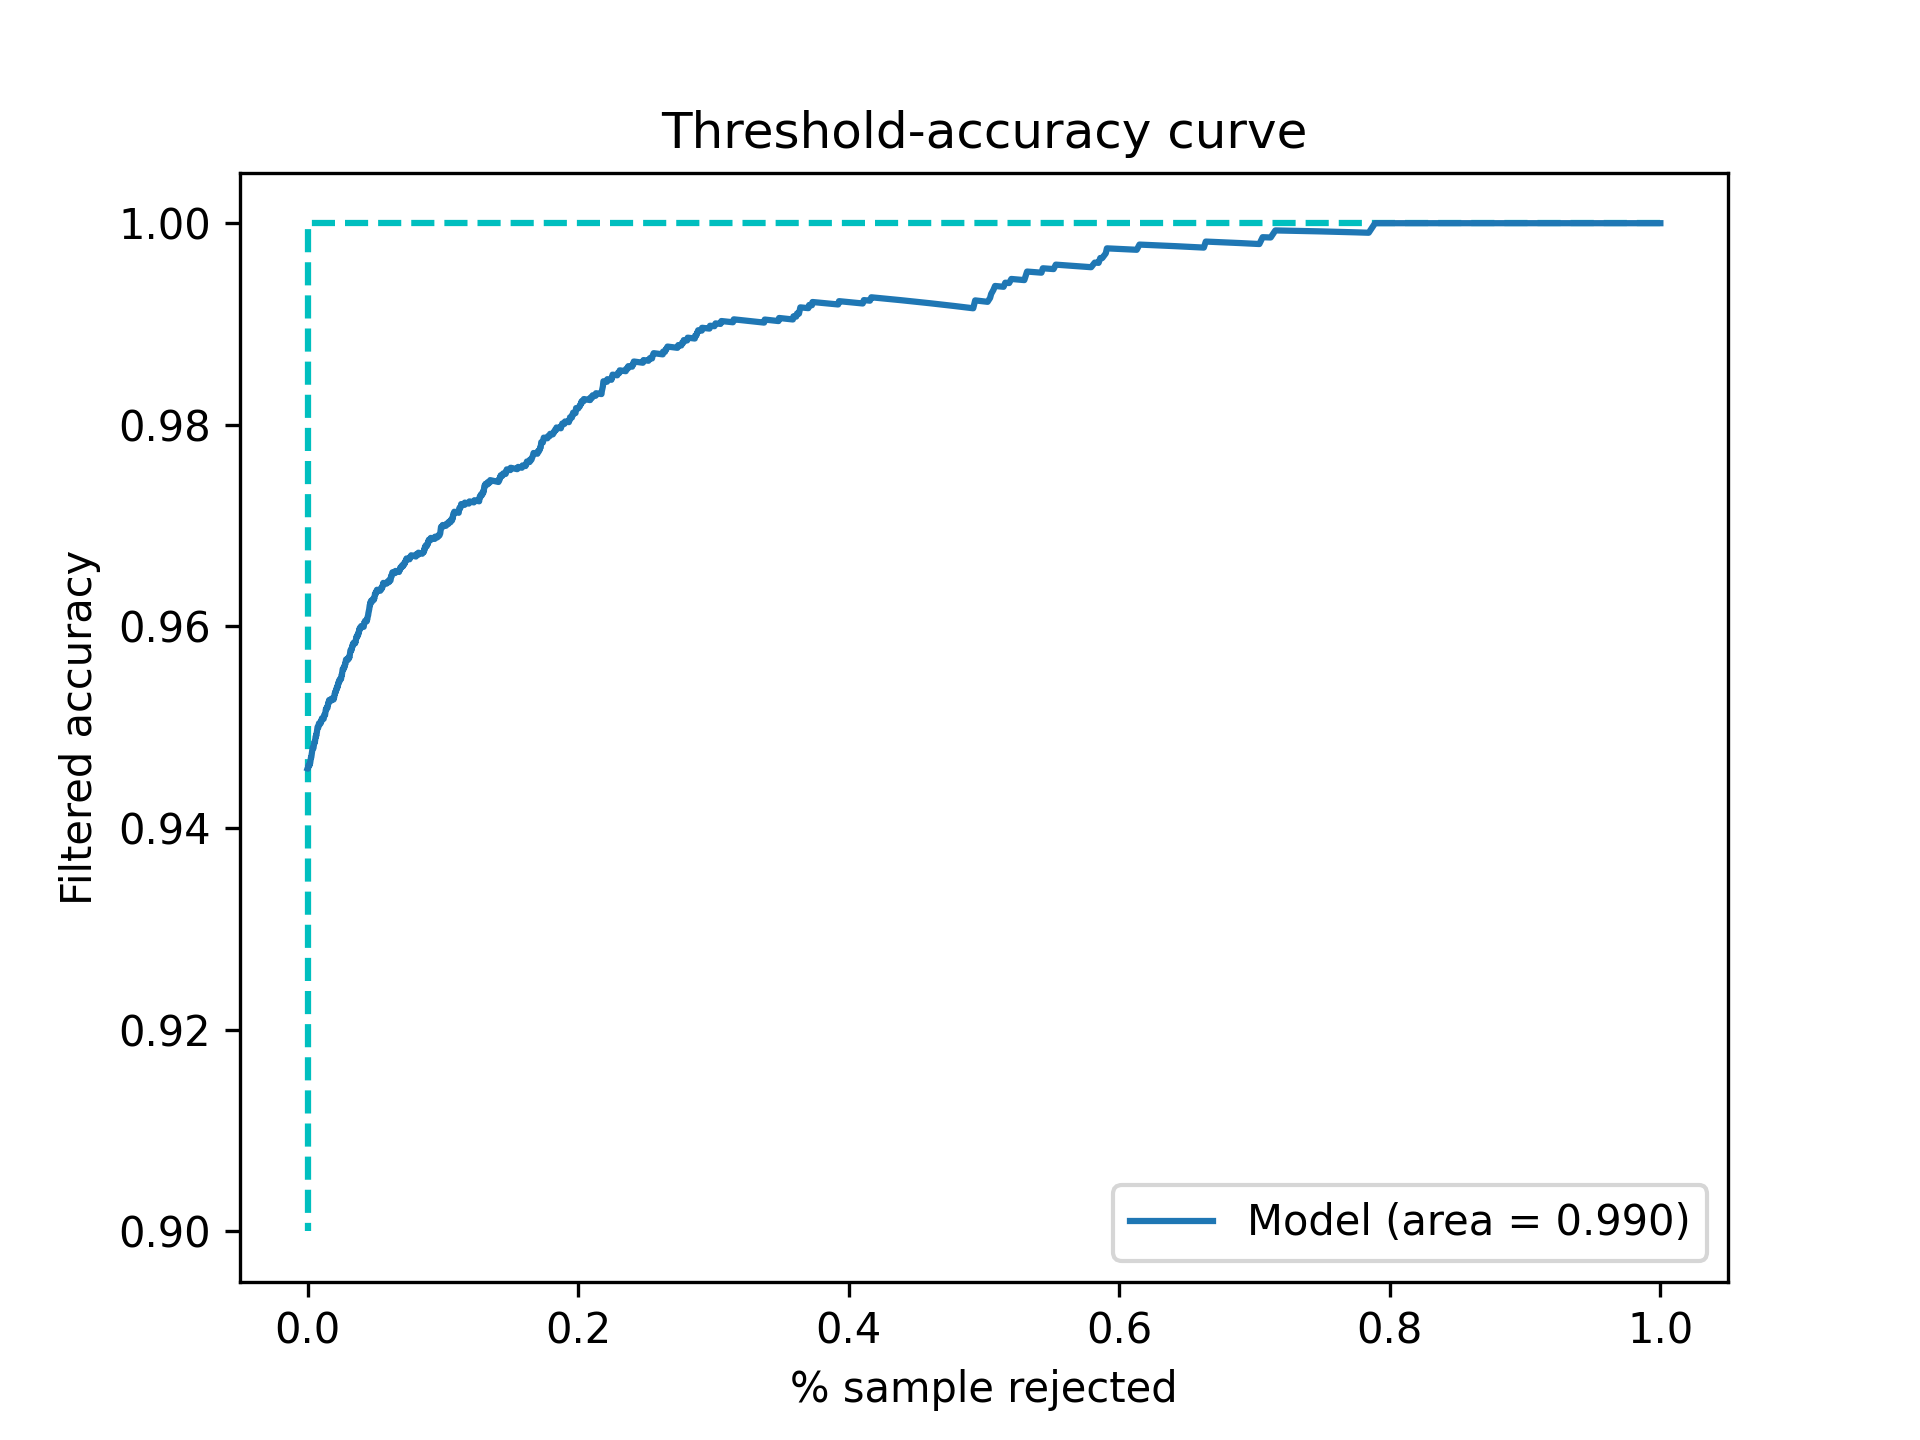 Threshold-accuracy curve
1.00
0.98
0.96
0.94
0.92
0.90
Filtered accuracy
Model (area = 0.990)
0.0 0.2 0.4 0.6 0.8 1.0
% sample rejected